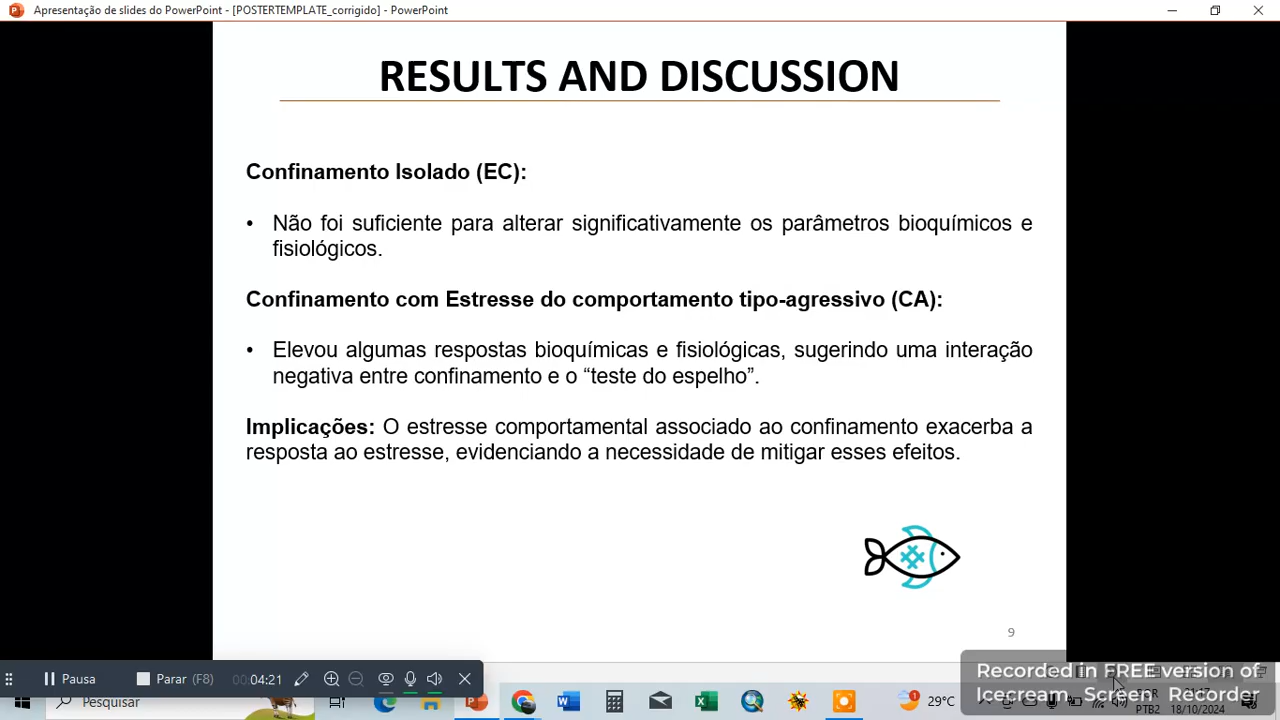 Apresentação de slides do PowerPoint - [POSTERTEMPLATE_corrigido] - PowerPoint
RESULTS AND DISCUSSION
Confinamento Isolado (EC):
• Não foi suficiente para alterar significativamente os parâmetros bioquímicos e
fisiológicos.
Confinamento com Estresse do comportamento tipo-agressivo (CA):
• Elevou algumas respostas bioquímicas e fisiológicas, sugerindo uma interação
negativa entre confinamento e o “teste do espelho”.
Implicações: O estresse comportamental associado ao confinamento exacerba a
resposta ao estresse, evidenciando a necessidade de mitigar esses efeitos.
9
Pausa
Parar (F8)
00:04:21
Recorded in FREE version of
Icecream Screen Recorder
Pesquisar
29°C
PTB2
18/10/2024